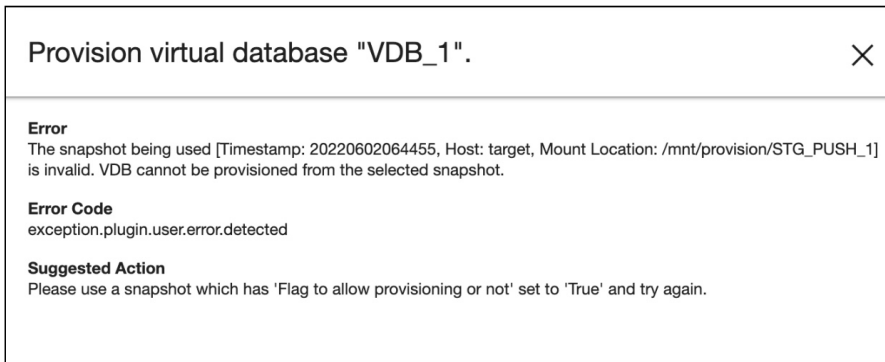 Provision virtual database "VDB_1".
Error
The snapshot being used [Timestamp: 20220602064455, Host: target, Mount Location: /mnt/provision/STG_PUSH_1]
is invalid. VDB cannot be provisioned from the selected snapshot.
Error Code
exception.plugin.user.error.detected
Suggested Action
Please use a snapshot which has 'Flag to allow provisioning or not' set to 'True' and try again.